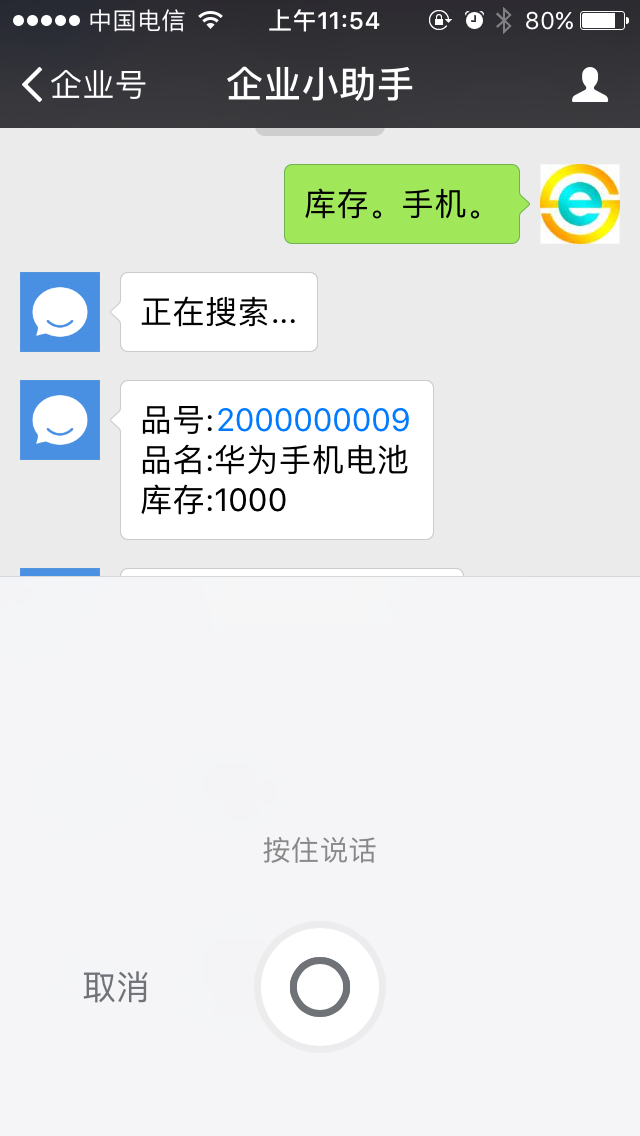 中国电信 上午11:54 80%
企业号 企业小助手
库存。手机。
正在搜索...
品号:2000000009
品名:华为手机电池
库存:1000
按住说话
取消